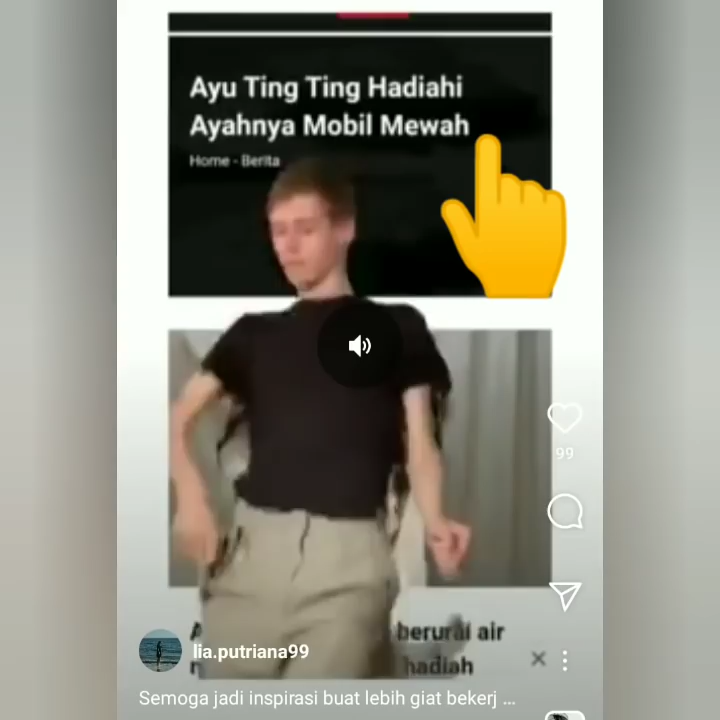 Ayu Ting Ting Hadiahi
Ayahnya Mobil Mewah
Home - Berita
99
berurai air
hadiah
lia.putriana99
Semoga jadi inspirasi buat lebih giat bekerj ...